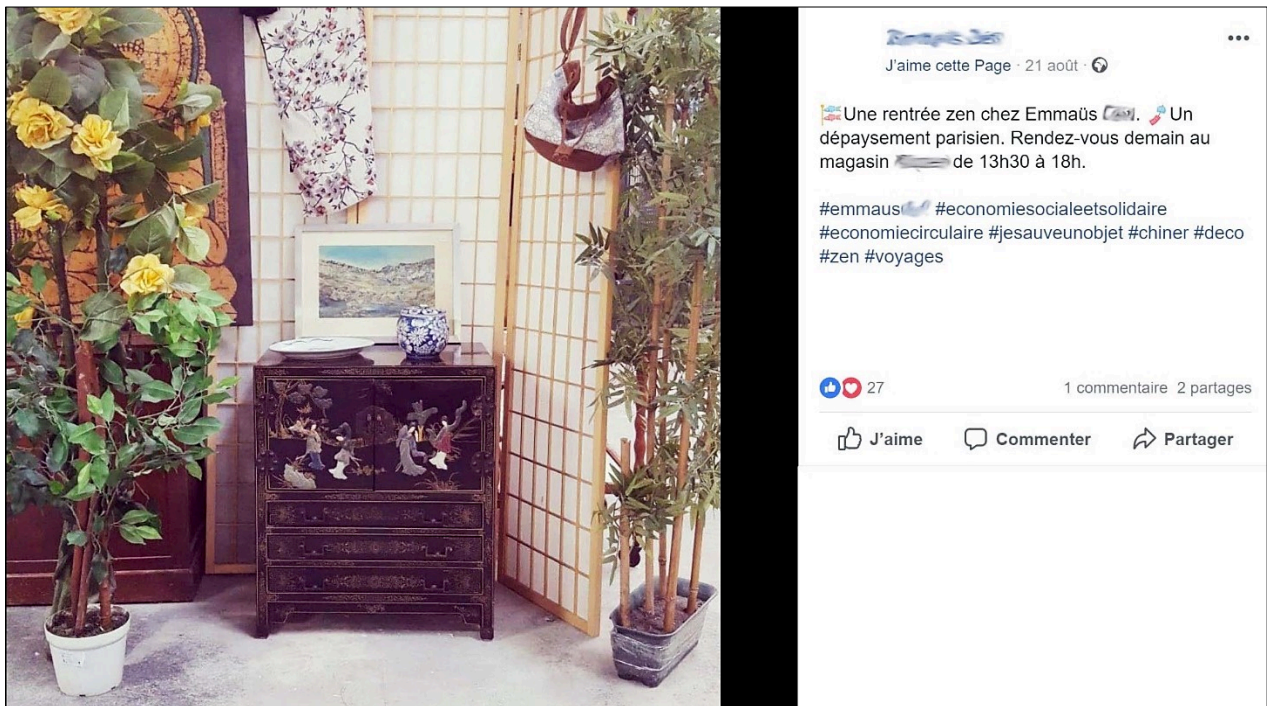 J'aime cette Page · 21 août ·
Une rentrée zen chez Emmaüs . Un
dépaysement parisien. Rendez-vous demain au
magasin de 13h30 à 18h.
#emmaus #economiesocialeetsolidaire
#economiecirculaire #jesauveunobjet #chiner #deco
#zen #voyages
27
1 commentaire 2 partages
J'aime
Commenter
Partager